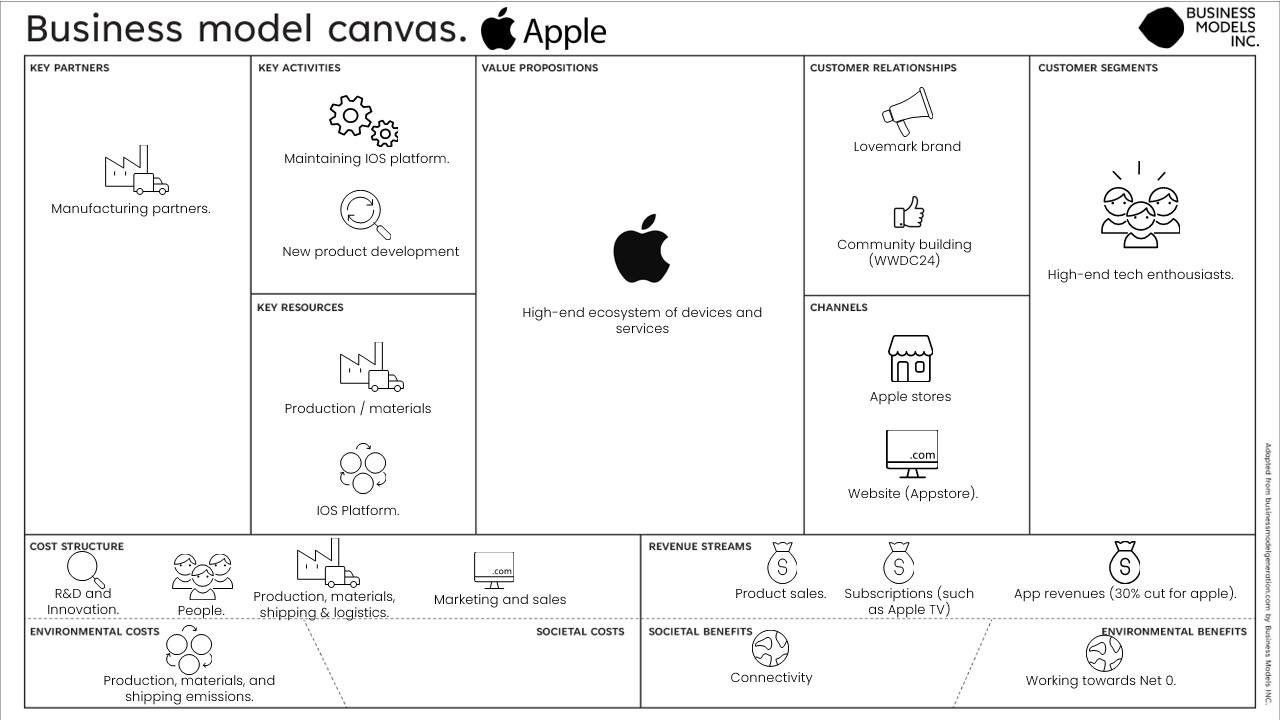 Business model canvas.
Apple
BUSINESS
MODELS
INC.
KEY PARTNERS
Manufacturing partners.
KEY ACTIVITIES
Maintaining IOS platform.
New product development
KEY RESOURCES
Production / materials
IOS Platform.
VALUE PROPOSITIONS
High-end ecosystem of devices and
services
CUSTOMER RELATIONSHIPS
Lovemark brand
Community building
(WWDC24)
CHANNELS
Apple stores
.com
Website (Appstore).
CUSTOMER SEGMENTS
High-end tech enthusiasts.
COST STRUCTURE
R&D and
Innovation.
People.
Production, materials,
shipping & logistics.
.com
Marketing and sales
REVENUE STREAMS
S
Product sales.
S
Subscriptions (such
as Apple TV)
S
App revenues (30% cut for apple).
ENVIRONMENTAL COSTS
Production, materials, and
shipping emissions.
SOCIETAL COSTS
SOCIETAL BENEFITS
Connectivity
ENVIRONMENTAL BENEFITS
Working towards Net 0.
Adapted from businessmodelgeneration.com by Business Models INC.